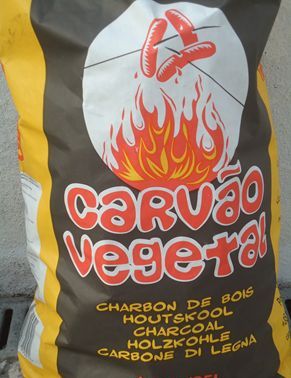 CARVÃO
VegetaL
CHARBON DE BOIS
HOUTSKOOL
CHARCOAL
HOLZKOHLE
CARBONE DI LEGNA